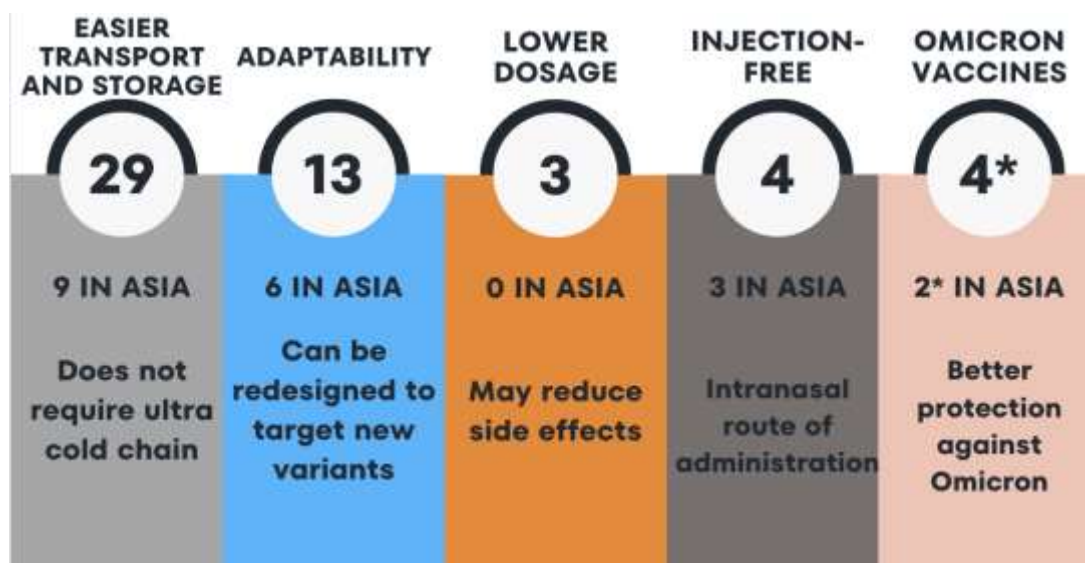 EASIER
TRANSPORT
AND STORAGE
29
9 IN ASIA
Does not
require ultra
cold chain
ADAPTABILITY
13
6 IN ASIA
Can be
redesigned to
target new
variants
LOWER
DOSAGE
3
0 IN ASIA
May reduce
side effects
INJECTION-
FREE
4
3 IN ASIA
Intranasal
route of
administration
OMICRON
VACCINES
4*
2* IN ASIA
Better
protection
against
Omicron